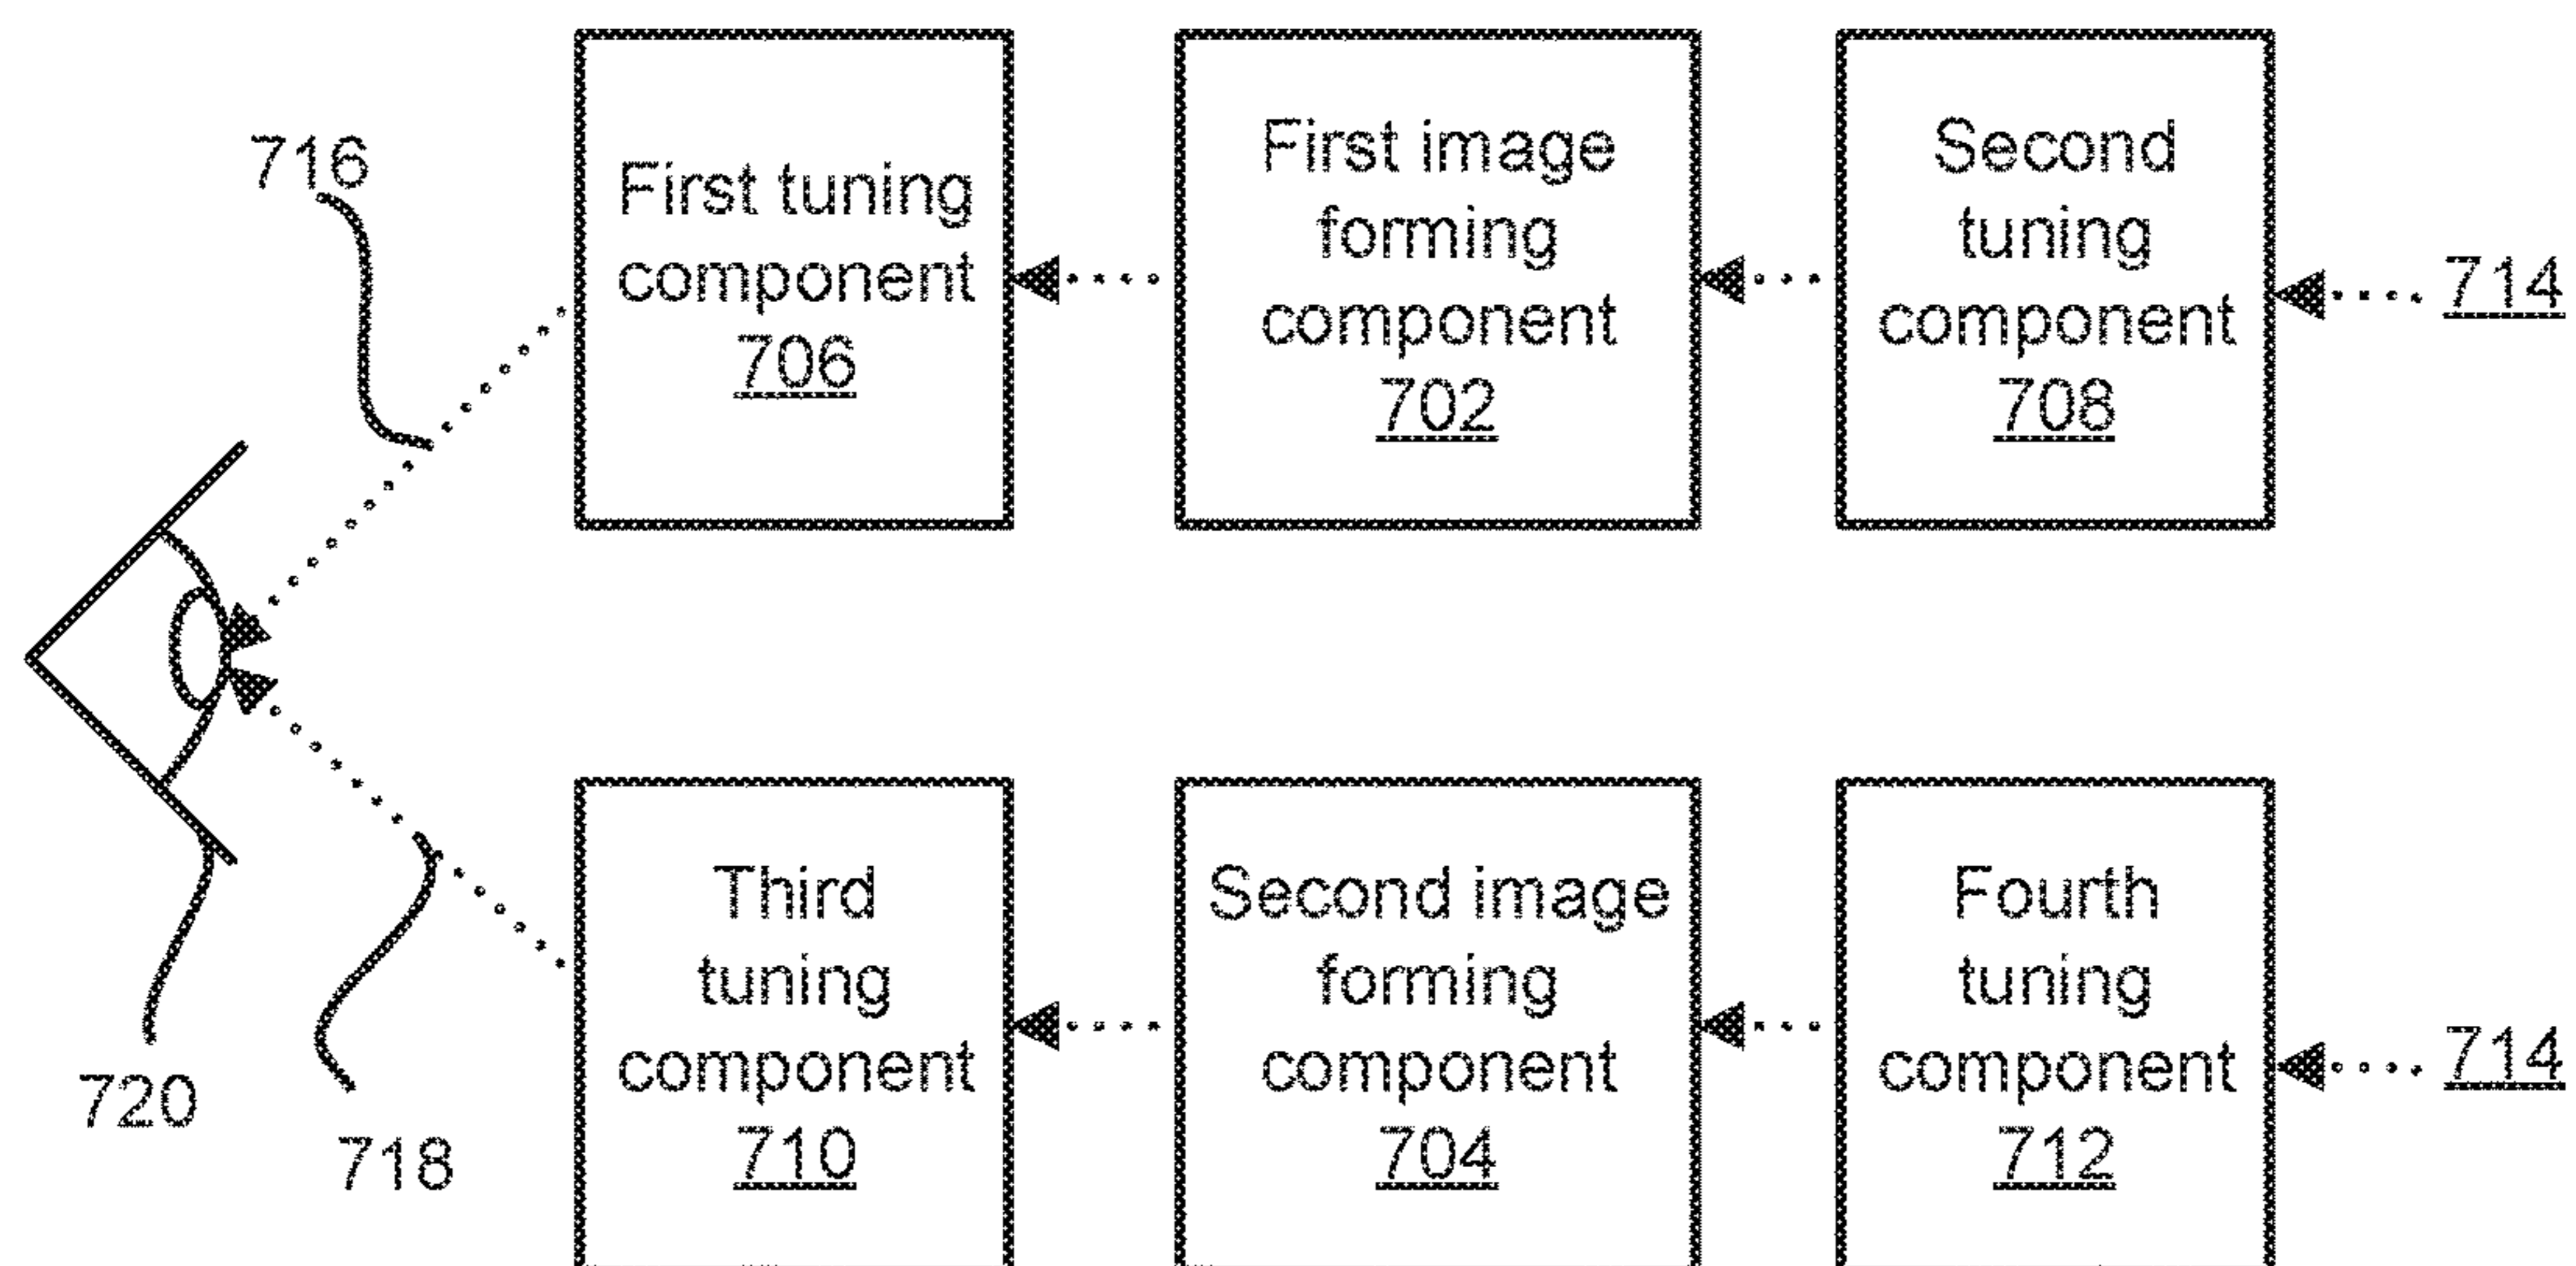 716
First tuning
component
706
First image
forming
component
702
Second
tuning
component
708
714
720
718
Third
tuning
component
710
Second image
forming
component
704
Fourth
tuning
component
712
714